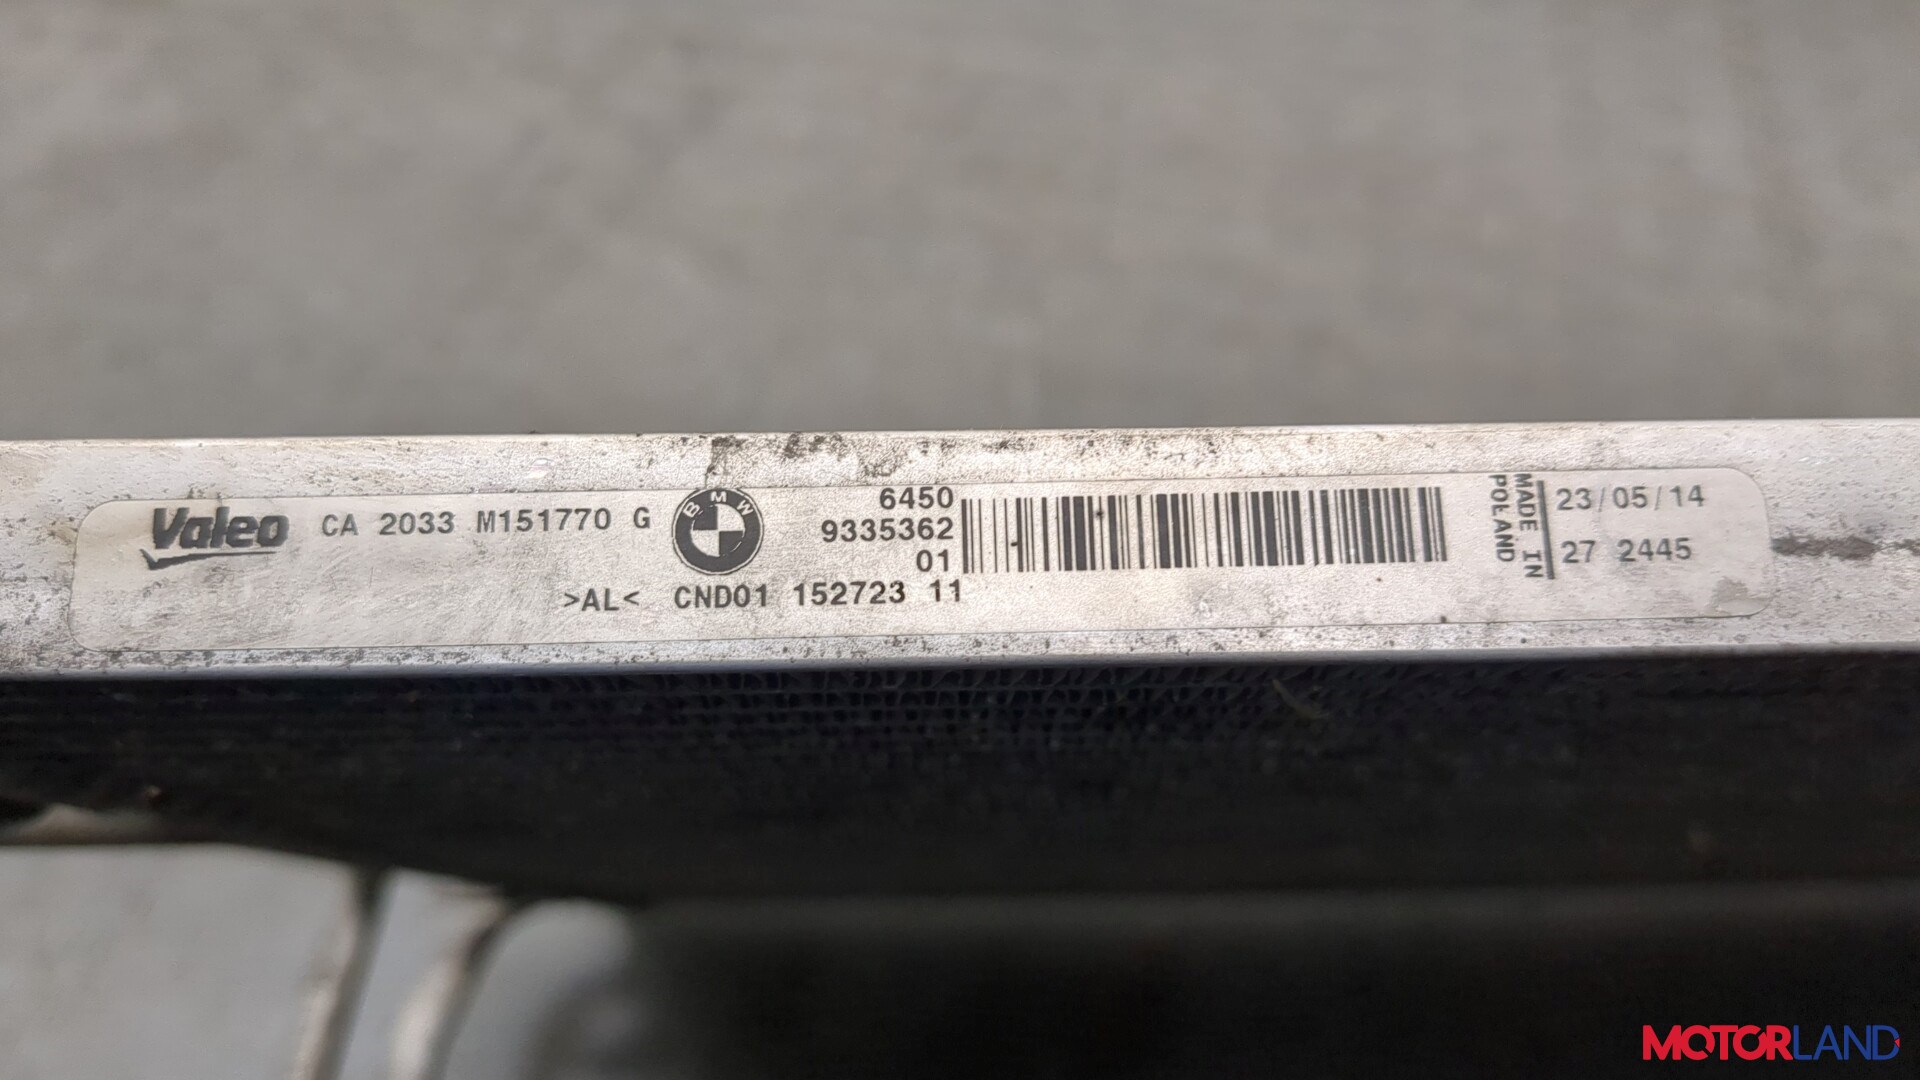 Valeo CA 2033 M151770 G
BMW
6450
9335362
01
>AL< CND01 152723 11
MADE IN
POLAND
23/05/14
27 2445
MOTORLAND